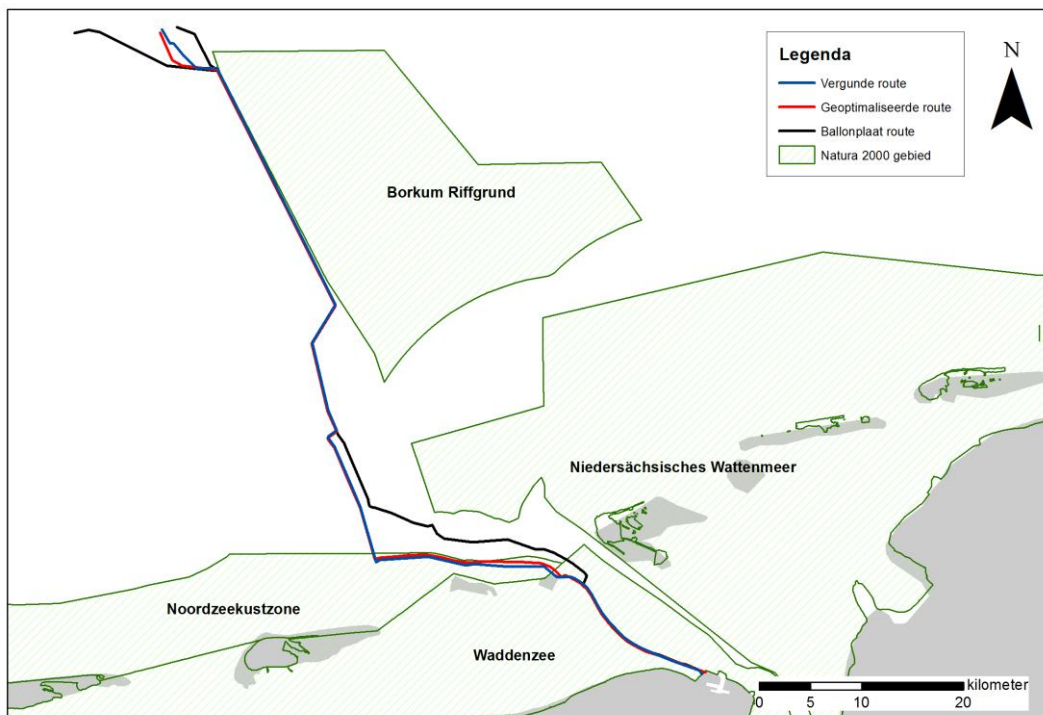 Legenda
Vergunde route
Geoptimaliseerde route
Ballonplaat route
Natura 2000 gebied
N
Borkum Riffgrund
Niedersächsisches Wattenmeer
Noordzeekustzone
Waddenzee
kilometer
0 5 10 20